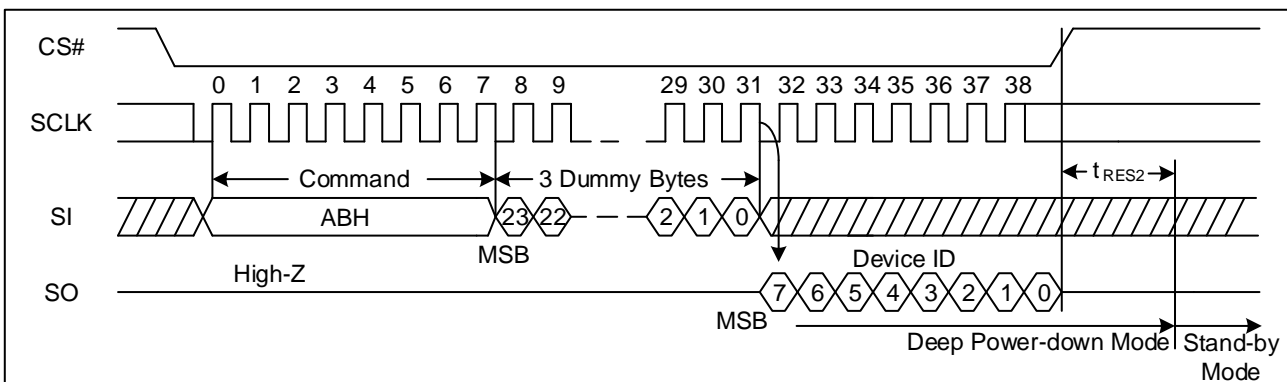 CS#
0 1 2 3 4 5 6 7 8 9 29 30 31 32 33 34 35 36 37 38
SCLK
Command 3 Dummy Bytes tRES2
SI ABH 23 22 2 1 0
MSB
High-Z Device ID
SO 7 6 5 4 3 2 1 0
MSB
Deep Power-down Mode Stand-by
Mode